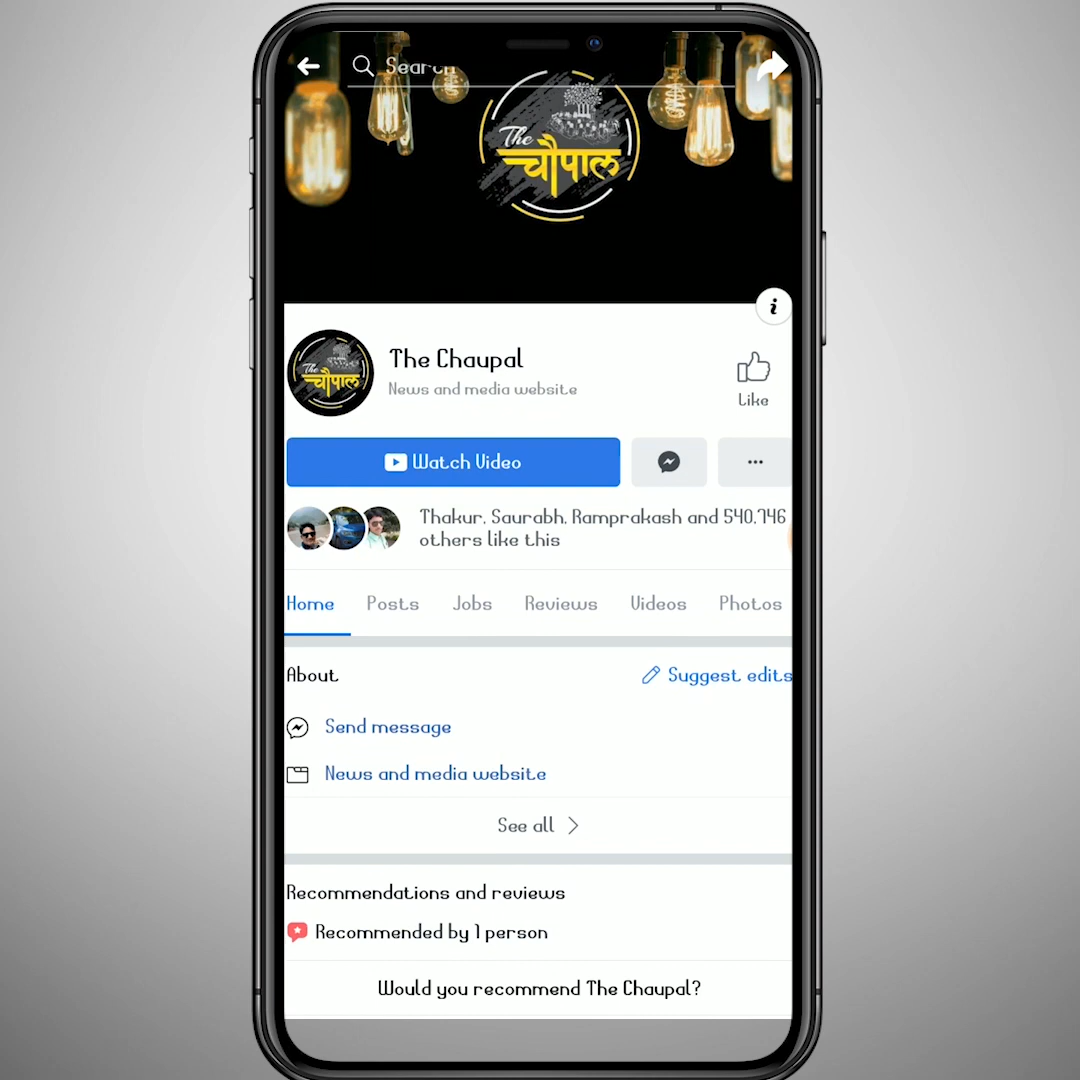 Search
The
चौपाल
The Chaupal
News and media website
The
चौपाल
Like
Watch Video
Thakur, Saurabh, Ramprakash and 540,746
others like this
Home Posts Jobs Reviews Videos Photos
About Suggest edits
Send message
News and media website
See all
Recommendations and reviews
Recommended by 1 person
Would you recommend The Chaupal?